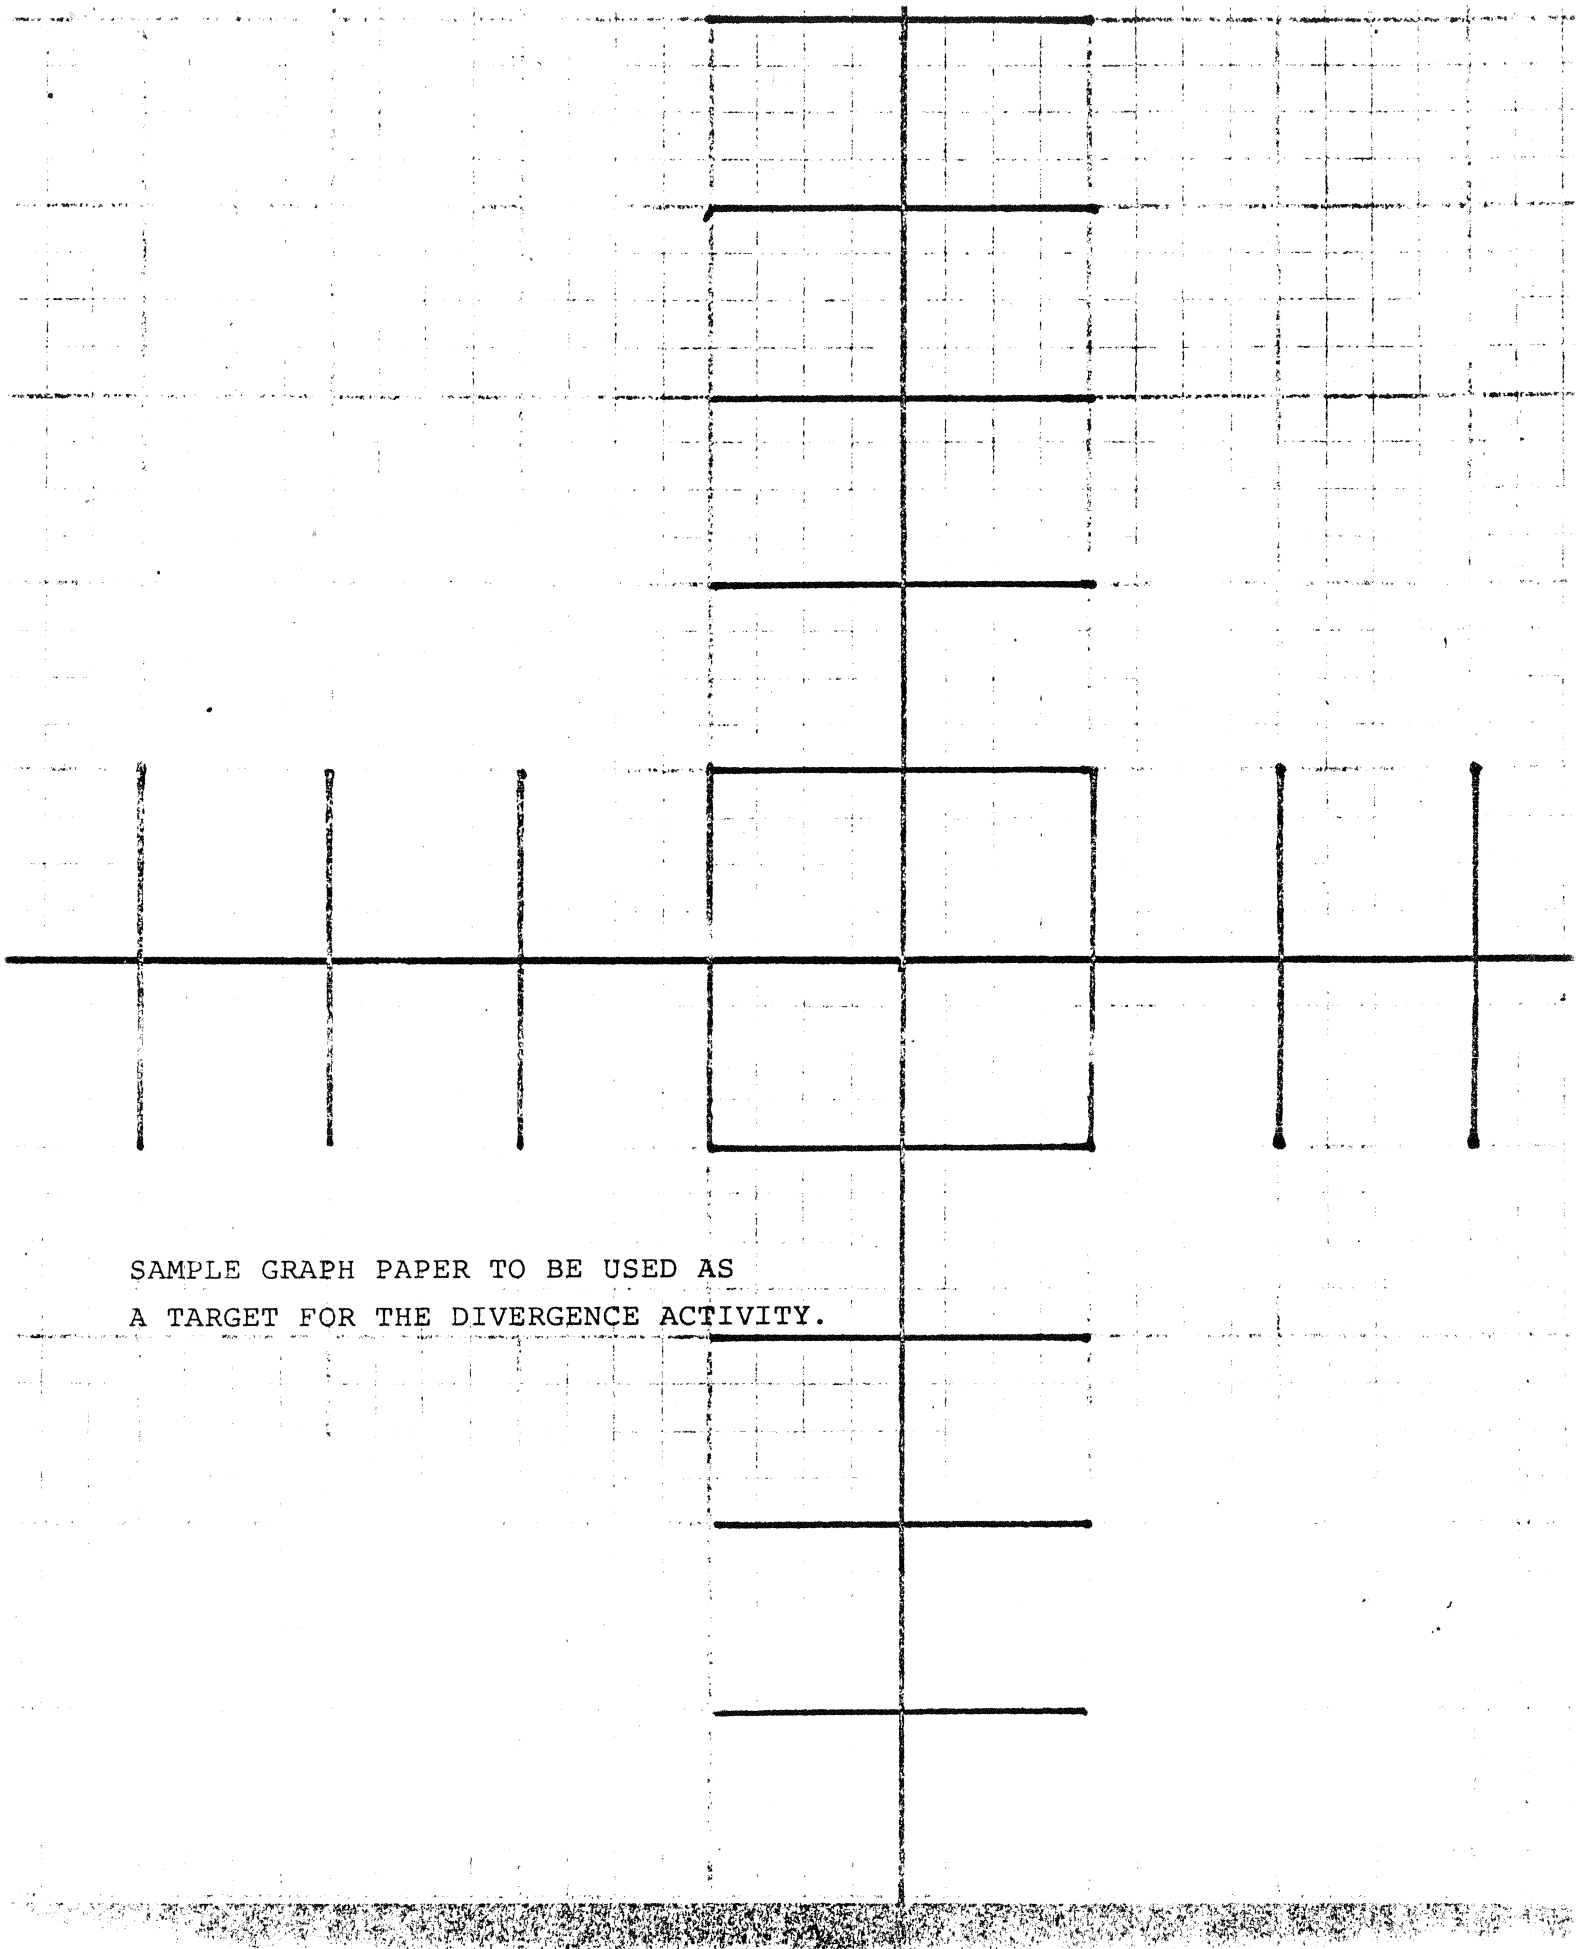 SAMPLE GRAPH PAPER TO BE USED AS
A TARGET FOR THE DIVERGENCE ACTIVITY.